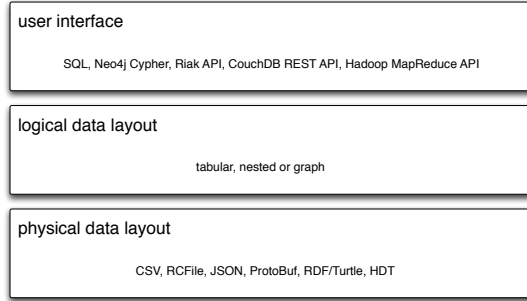 user interface
SQL, Neo4j Cypher, Riak API, CouchDB REST API, Hadoop MapReduce API
logical data layout
tabular, nested or graph
physical data layout
CSV, RCFile, JSON, ProtoBuf, RDF/Turtle, HDT